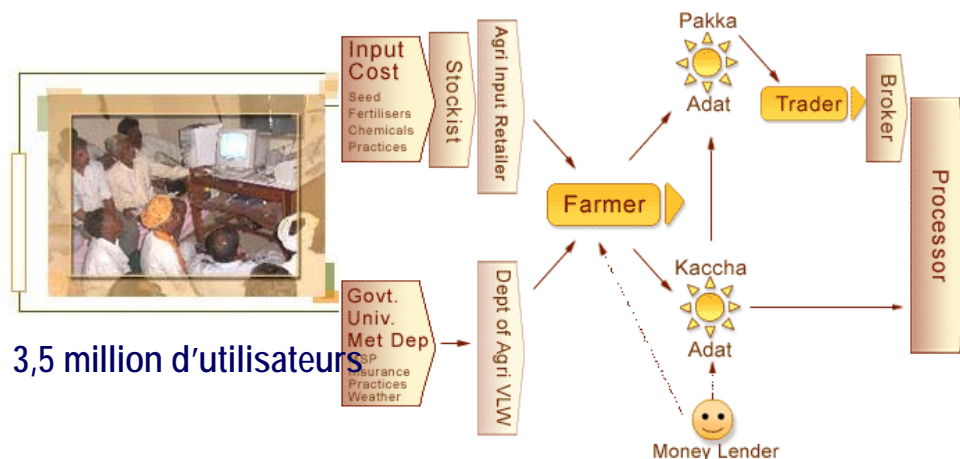 Input
Cost
Seed
Fertilisers
Chemicals
Practices
Stockist
Agri Input Retailer
Pakka
Adat
Trader
Broker
Processor
Farmer
Govt.
Univ.
Met Dep
Insurance
Practices
Weather
Dept of Agri VLW
Kaccha
Adat
Money Lender
3,5 million d'utilisateurs